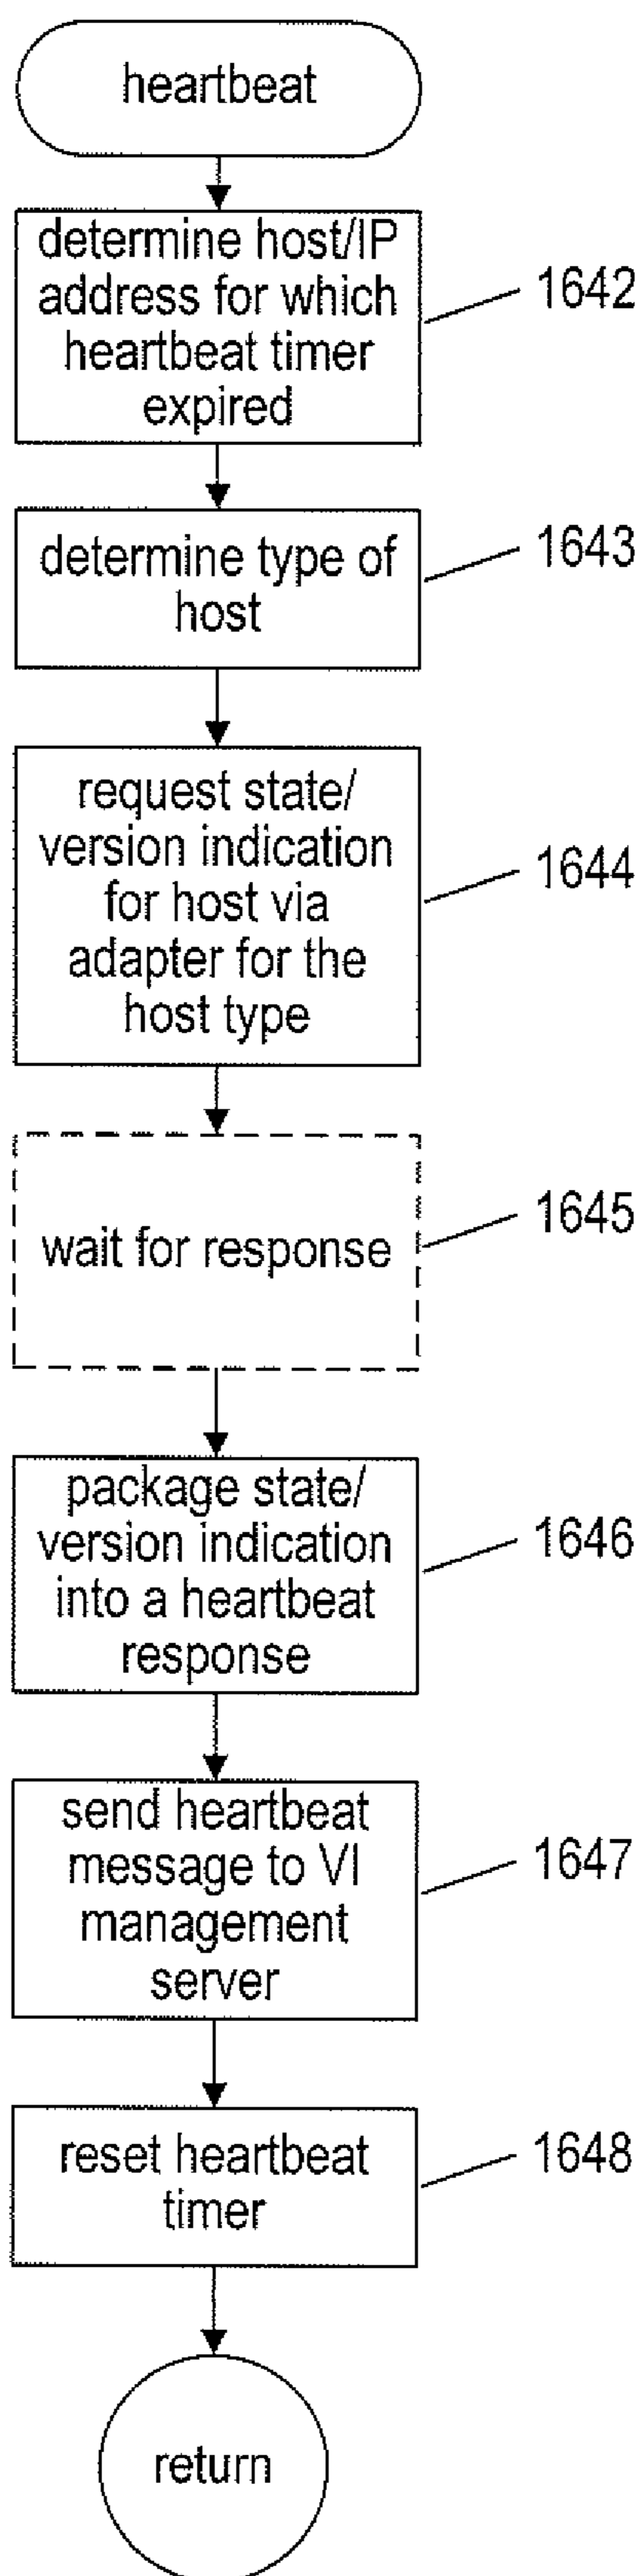 heartbeat
determine host/IP
address for which
heartbeat timer
expired
1642
determine type of
host
1643
request state/
version indication
for host via
adapter for the
host type
1644
wait for response
1645
package state/
version indication
into a heartbeat
response
1646
send heartbeat
message to VI
management
server
1647
reset heartbeat
timer
1648
return